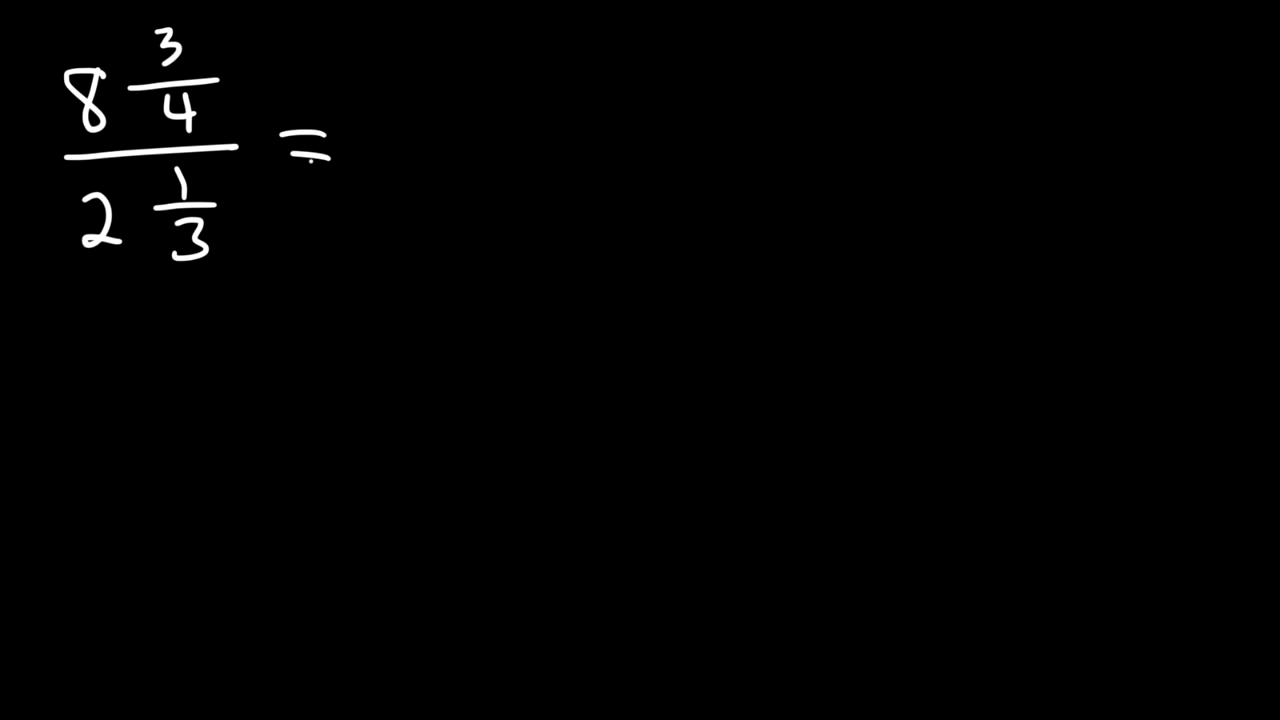 8 3/4
2 1/3 =